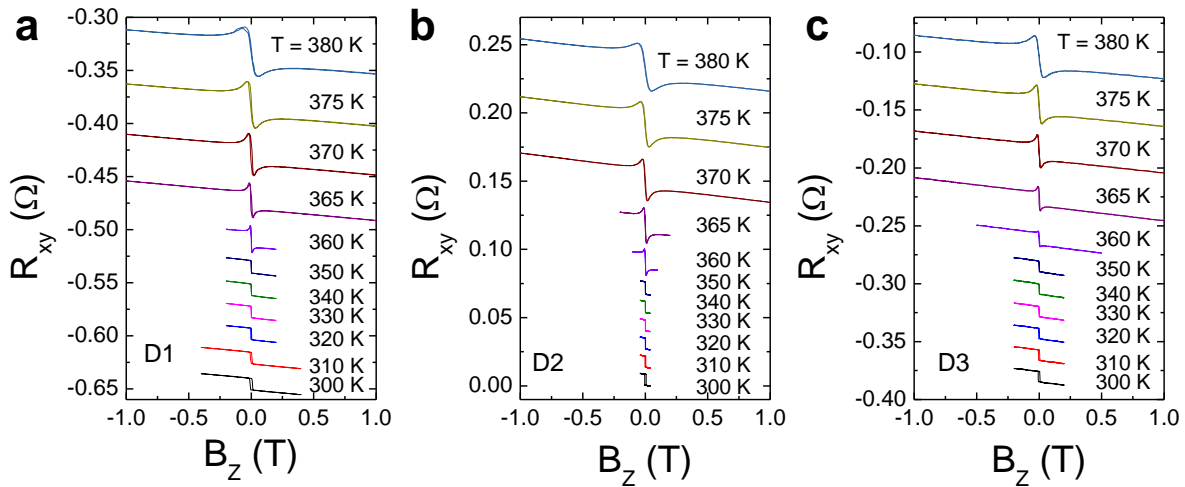 a
R_xy (Ω)
-0.30
-0.35
-0.40
-0.45
-0.50
-0.55
-0.60
-0.65
T = 380 K
375 K
370 K
365 K
360 K
350 K
340 K
330 K
320 K
310 K
300 K
D1
-1.0 -0.5 0.0 0.5 1.0
B_Z (T)
b
R_xy (Ω)
0.25
0.20
0.15
0.10
0.05
0.00
T = 380 K
375 K
370 K
365 K
360 K
350 K
340 K
330 K
320 K
310 K
300 K
D2
-1.0 -0.5 0.0 0.5 1.0
B_Z (T)
c
R_xy (Ω)
-0.10
-0.15
-0.20
-0.25
-0.30
-0.35
-0.40
T = 380 K
375 K
370 K
365 K
360 K
350 K
340 K
330 K
320 K
310 K
300 K
D3
-1.0 -0.5 0.0 0.5 1.0
B_Z (T)